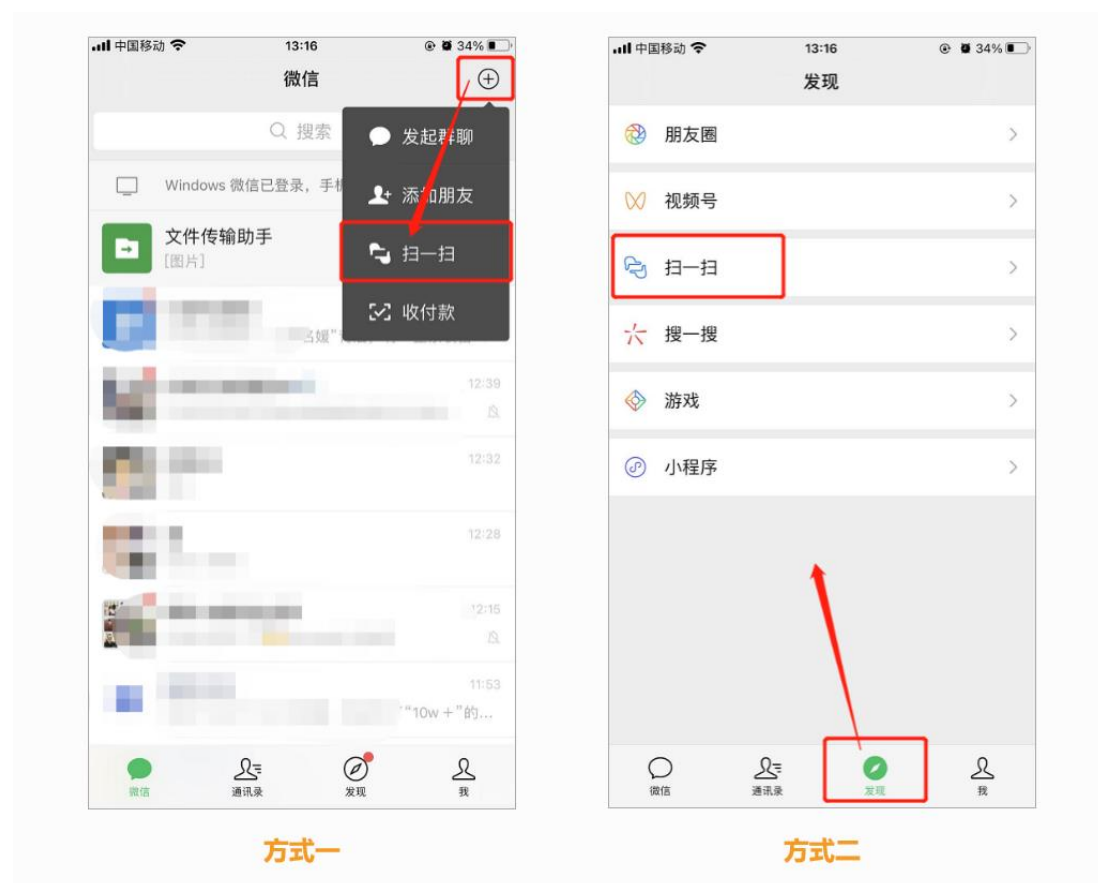 中国移动 13:16 34%
微信
搜索
发起群聊
Windows 微信已登录，手机
添加朋友
文件传输助手
[图片]
扫一扫
收付款
名媛"
12:39
12:32
12:28
12:15
11:53
"10w + "的...
微信 通讯录 发现 我
方式一
中国移动 13:16 34%
发现
朋友圈
视频号
扫一扫
搜一搜
游戏
小程序
微信 通讯录 发现 我
方式二